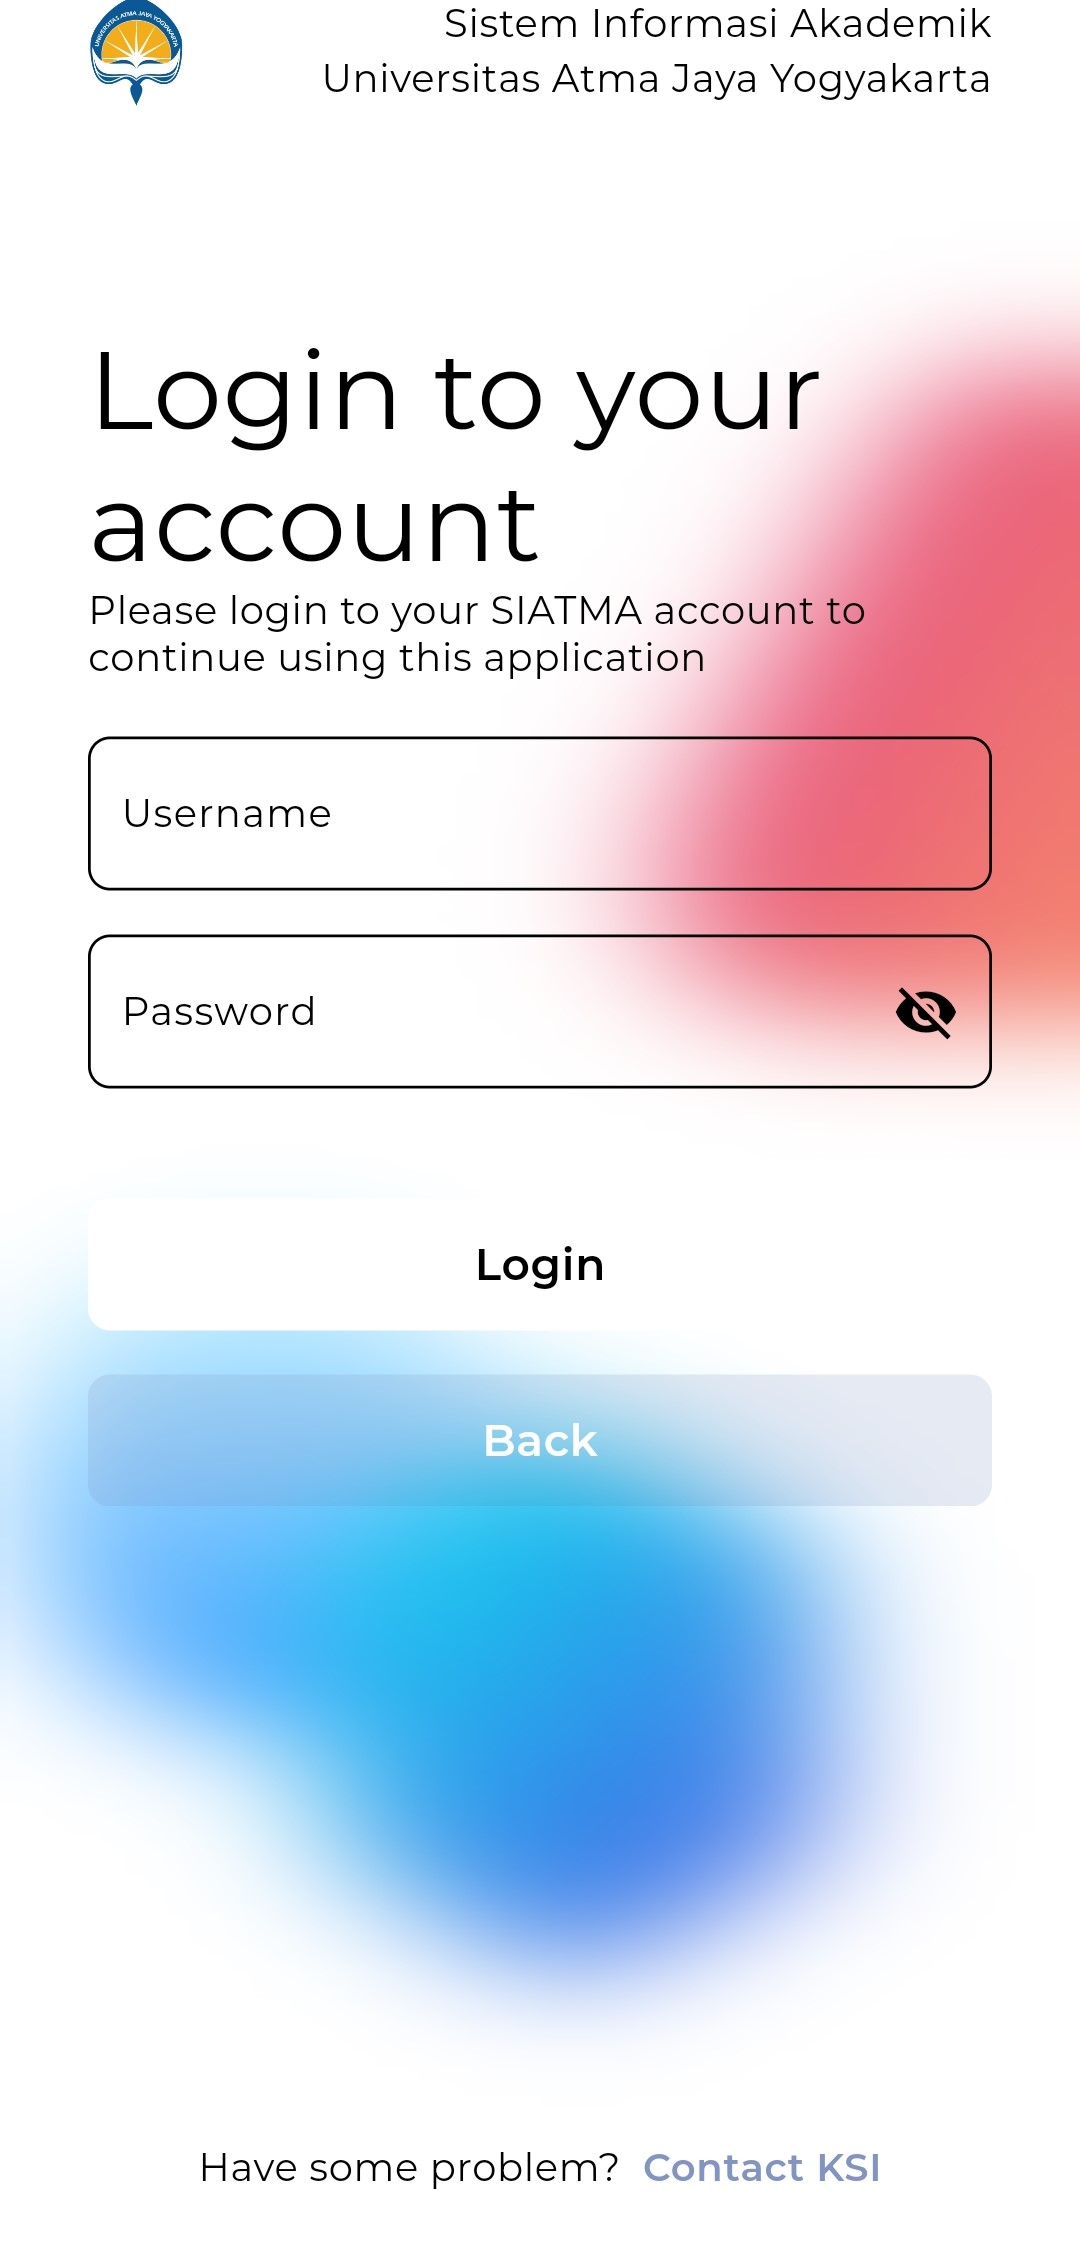 UNIVERSITAS ATMA JAYA YOGYAKARTA
Sistem Informasi Akademik
Universitas Atma Jaya Yogyakarta
Login to your
account
Please login to your SIATMA account to
continue using this application
Username
Password
Login
Back
Have some problem? Contact KSI